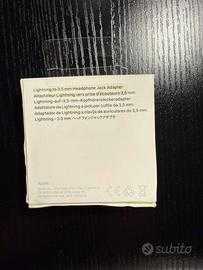 Lightning to 3,5 mm Headphone Jack Adapter
Adaptateur Lightning vers prise d'écouteurs 3,5 mm
Lightning-auf-3,5-mm-Kopfhöreranschlussadapter
Adattatore da Lightning a jack per cuffie da 3,5 mm
Adaptador de Lightning a clavija de auriculares de 3,5 mm
Lightning - 3.5 mm ヘッドフォンジャックアダプタ
Apple
subito